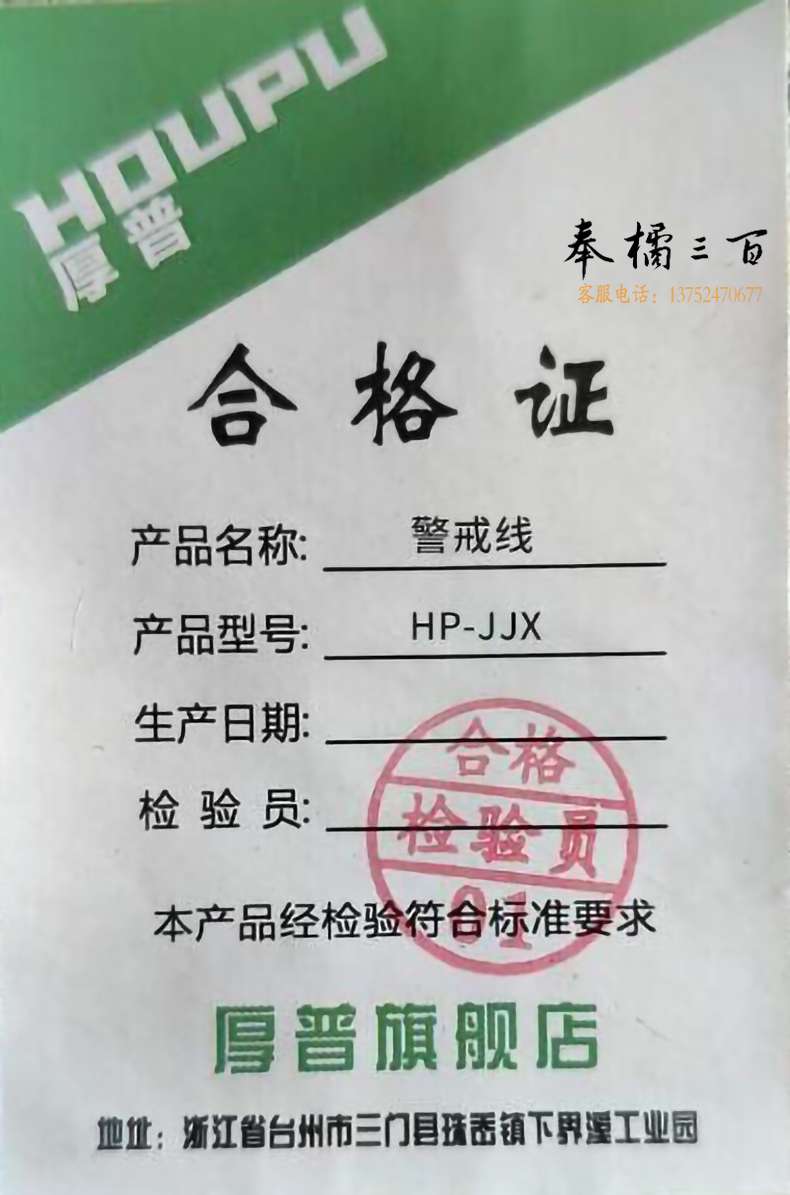 HOUPU
厚普
奉橘三百
客服电话：13752470677
合格证
产品名称: 警戒线
产品型号: HP-JJX
生产日期:
检验员:
合格
检验员
01
本产品经检验符合标准要求
厚普旗舰店
地址：浙江省台州市三门县珠岙镇下界溋工业园